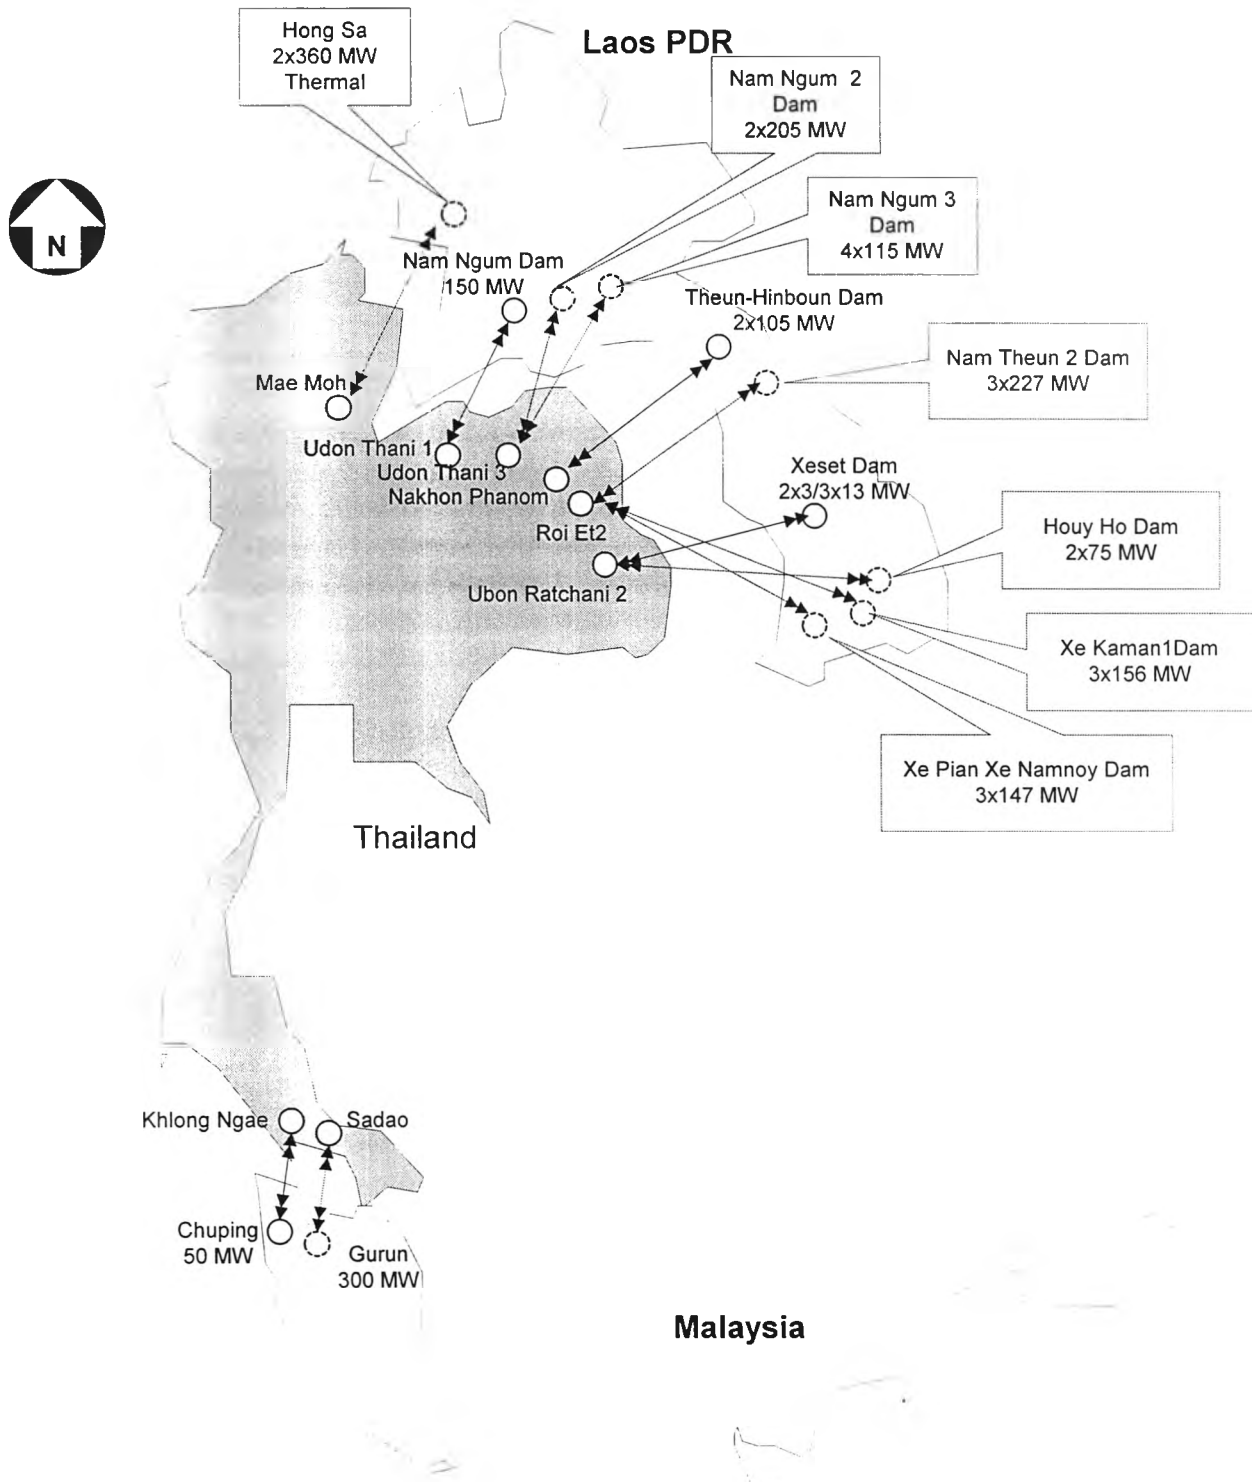 Hong Sa
2x360 MW
Thermal
Laos PDR
Nam Ngum 2
Dam
2x205 MW
Nam Ngum 3
Dam
4x115 MW
N
Nam Ngum Dam
150 MW
Theun-Hinboun Dam
2x105 MW
Nam Theun 2 Dam
3x227 MW
Mae Moh
Udon Thani 1
Udon Thani 3
Nakhon Phanom
Roi Et2
Xeset Dam
2x3/3x13 MW
Houy Ho Dam
2x75 MW
Ubon Ratchani 2
Xe Kaman1Dam
3x156 MW
Xe Pian Xe Namnoy Dam
3x147 MW
Thailand
Khlong Ngae
Sadao
Chuping
50 MW
Gurun
300 MW
Malaysia